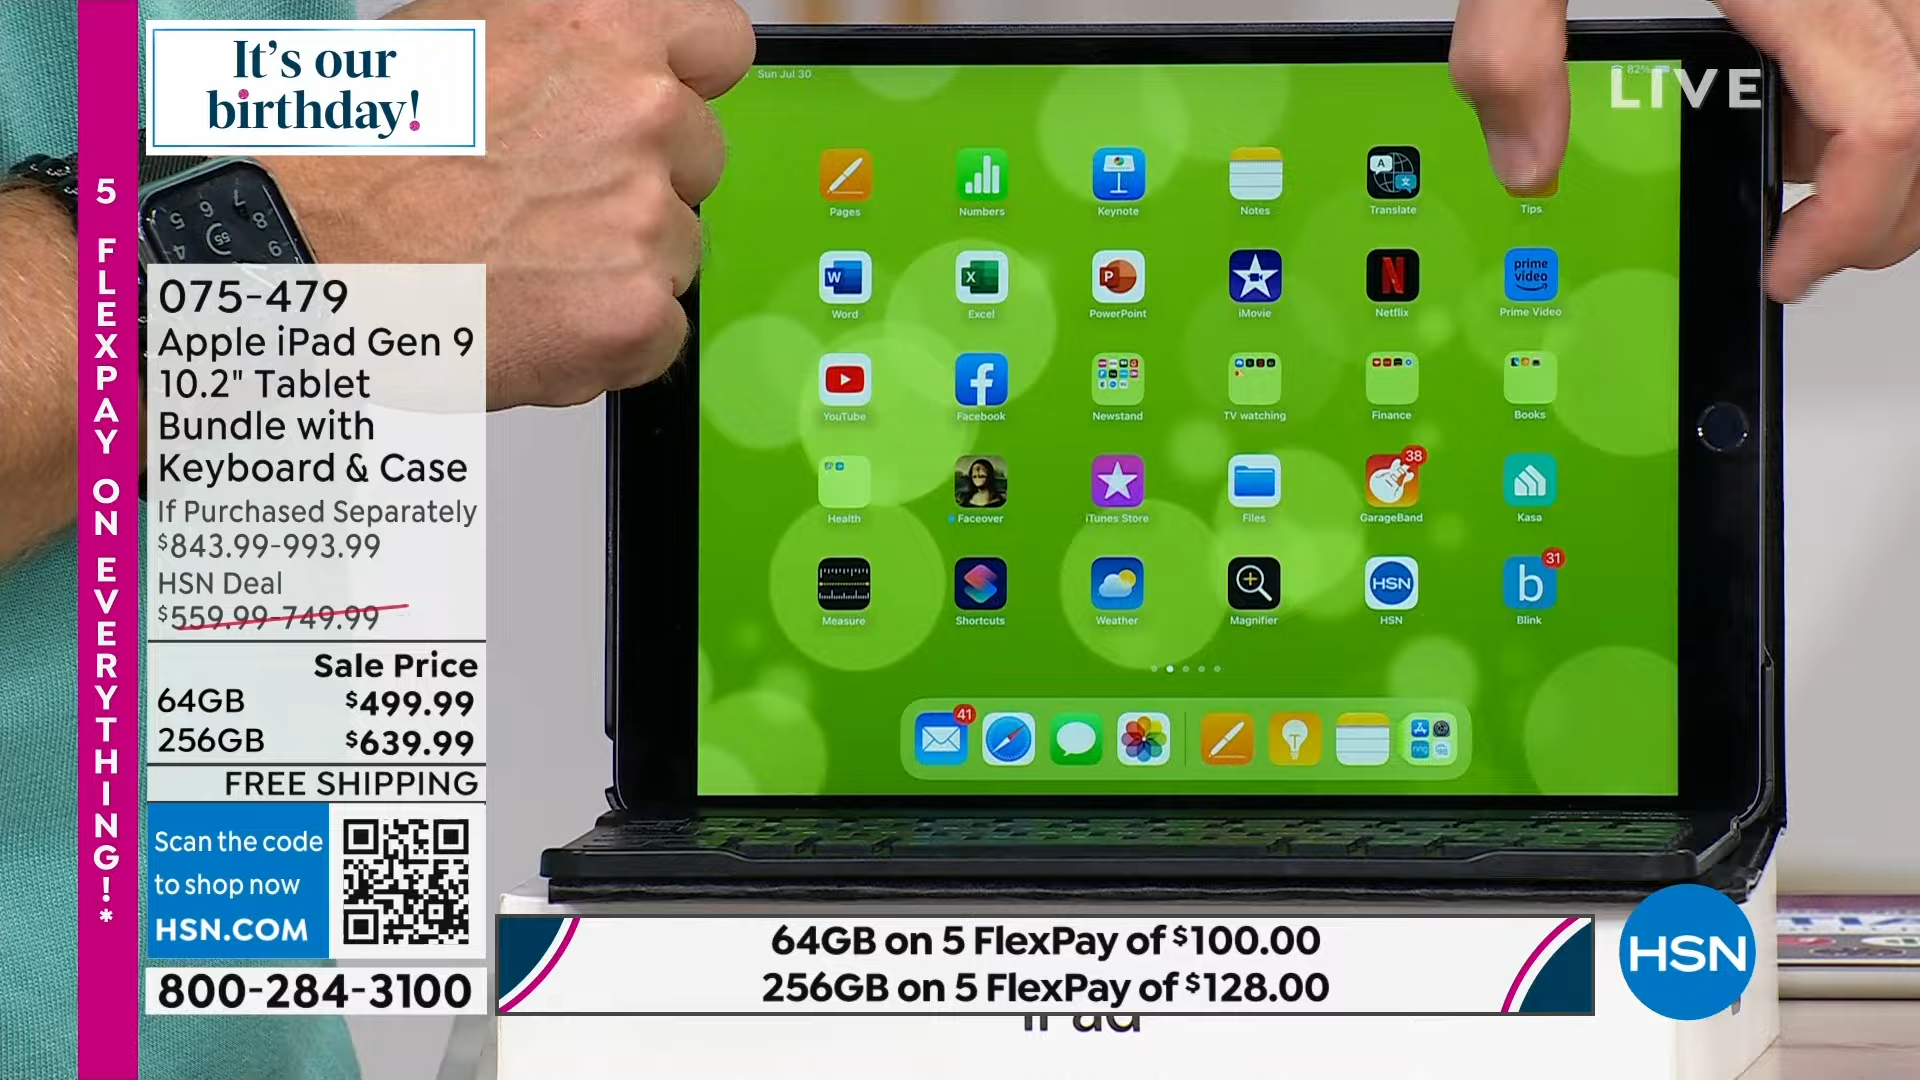 It's our
birthday!
5 FLEXPAY ON EVERYTHING!*
075-479
Apple iPad Gen 9
10.2" Tablet
Bundle with
Keyboard & Case
If Purchased Separately
$843.99-993.99
HSN Deal
$559.99-749.99
Sale Price
64GB $499.99
256GB $639.99
FREE SHIPPING
Scan the code
to shop now
HSN.COM
800-284-3100
Sun Jul 30
82%
LIVE
Pages Numbers Keynote Notes Translate Tips
W X P N prime video
Word Excel PowerPoint iMovie Netflix Prime Video
YouTube Facebook Newstand TV watching Finance Books
38
Health Faceover iTunes Store Files GarageBand Kasa
HSN b 31
Measure Shortcuts Weather Magnifier HSN Blink
41
64GB on 5 FlexPay of $100.00
256GB on 5 FlexPay of $128.00
HSN
iPad